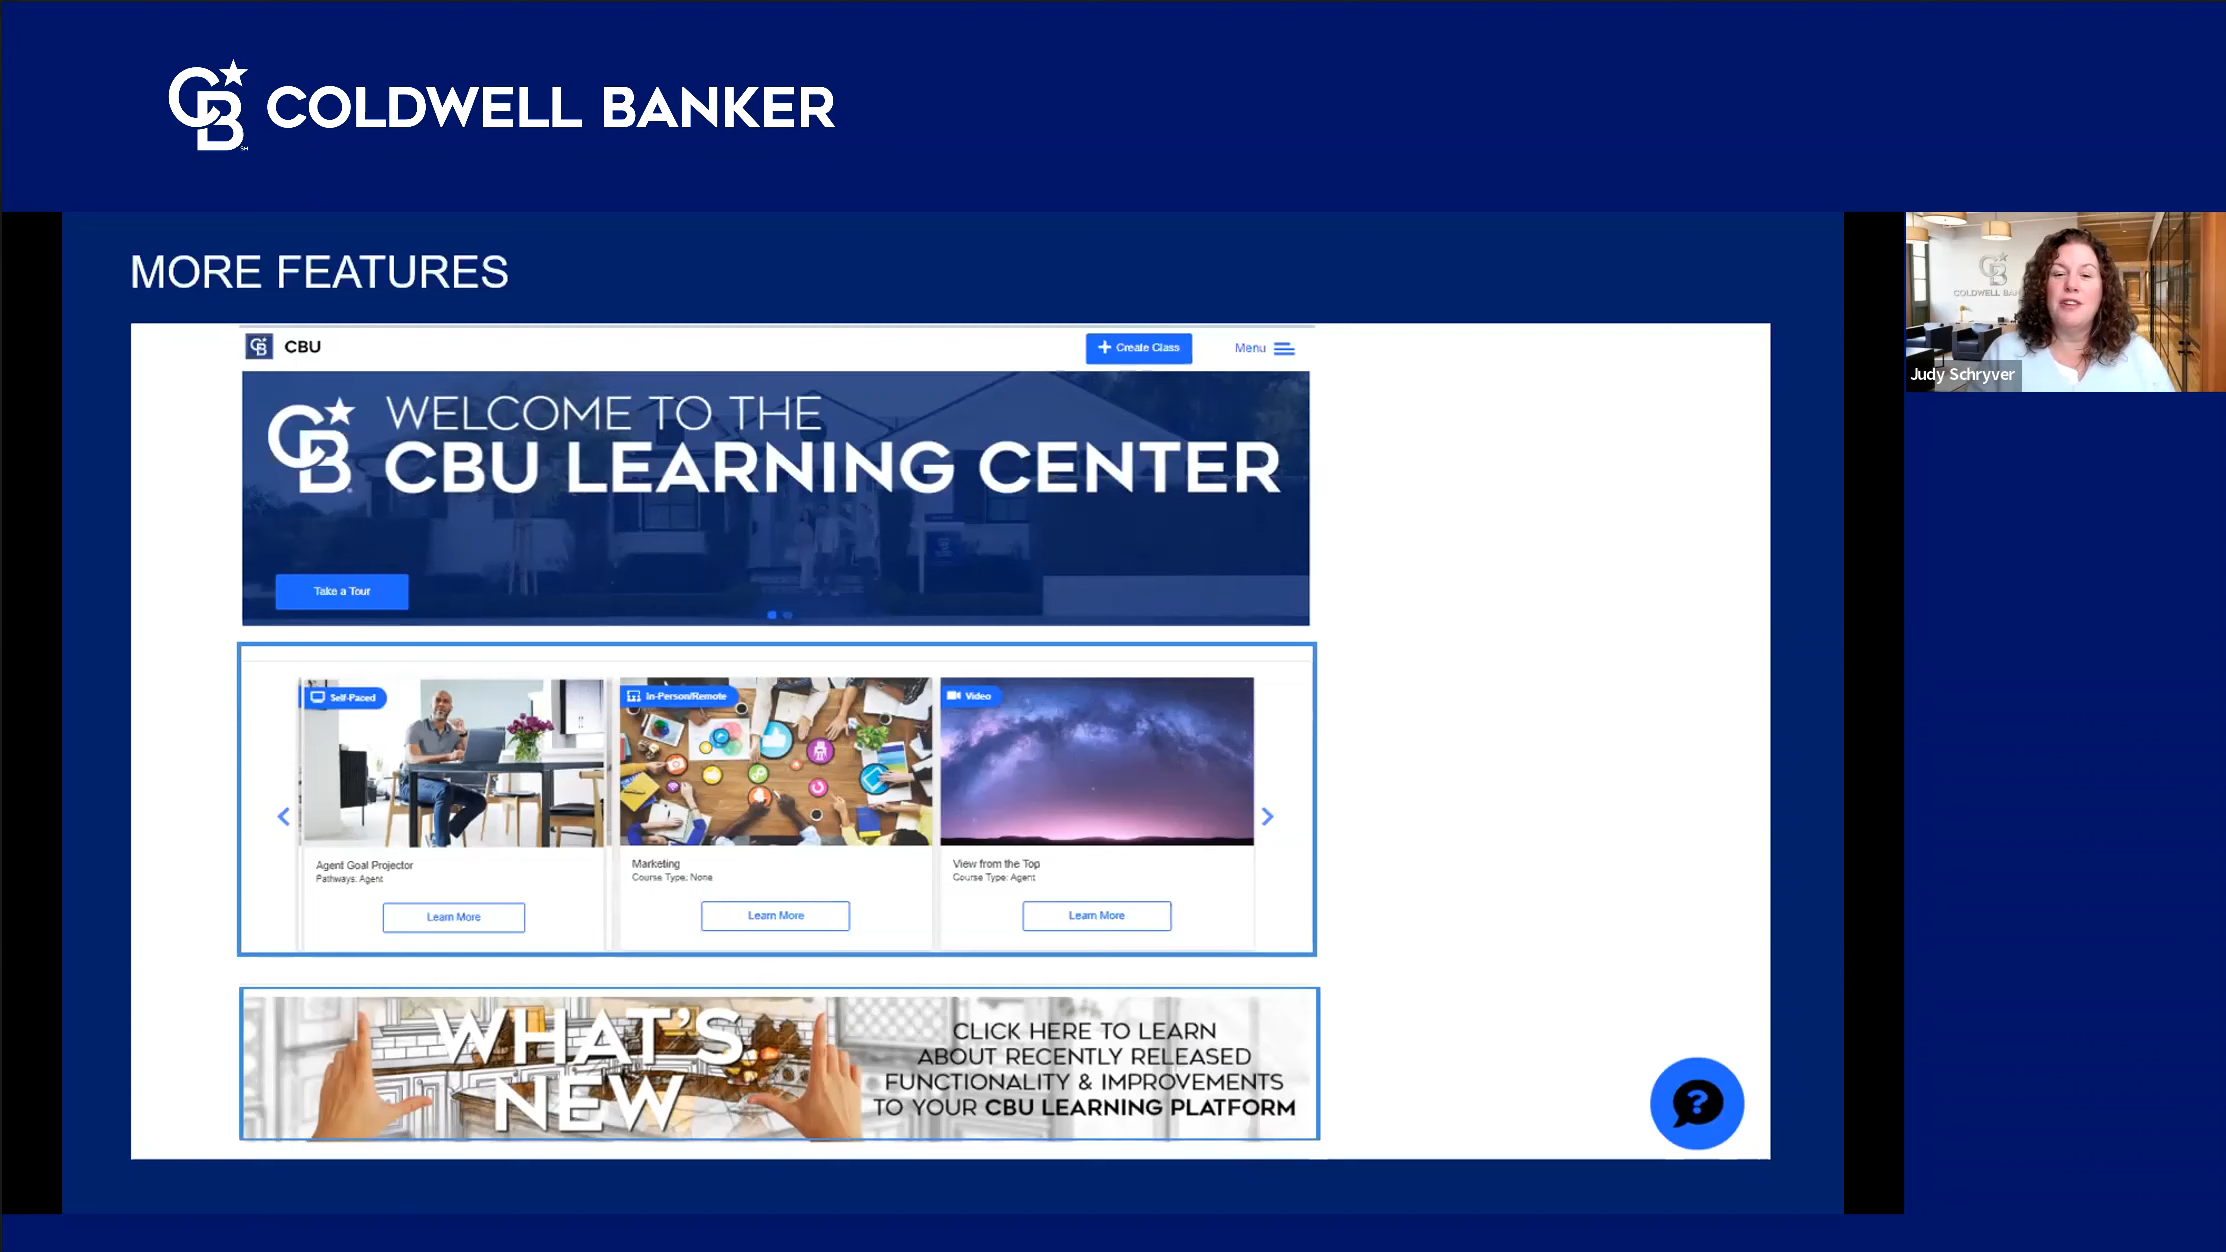 COLDWELL BANKER
MORE FEATURES
CBU
Create Class
Menu
WELCOME TO THE
CBU LEARNING CENTER
Take a Tour
Self-Paced
In-Person/Remote
Video
Agent Goal Projector
Pathways: Agent
Learn More
Marketing
Course Type: None
Learn More
View from the Top
Course Type: Agent
Learn More
WHAT'S
NEW
CLICK HERE TO LEARN
ABOUT RECENTLY RELEASED
FUNCTIONALITY & IMPROVEMENTS
TO YOUR CBU LEARNING PLATFORM
COLDWELL BAN
Judy Schryver